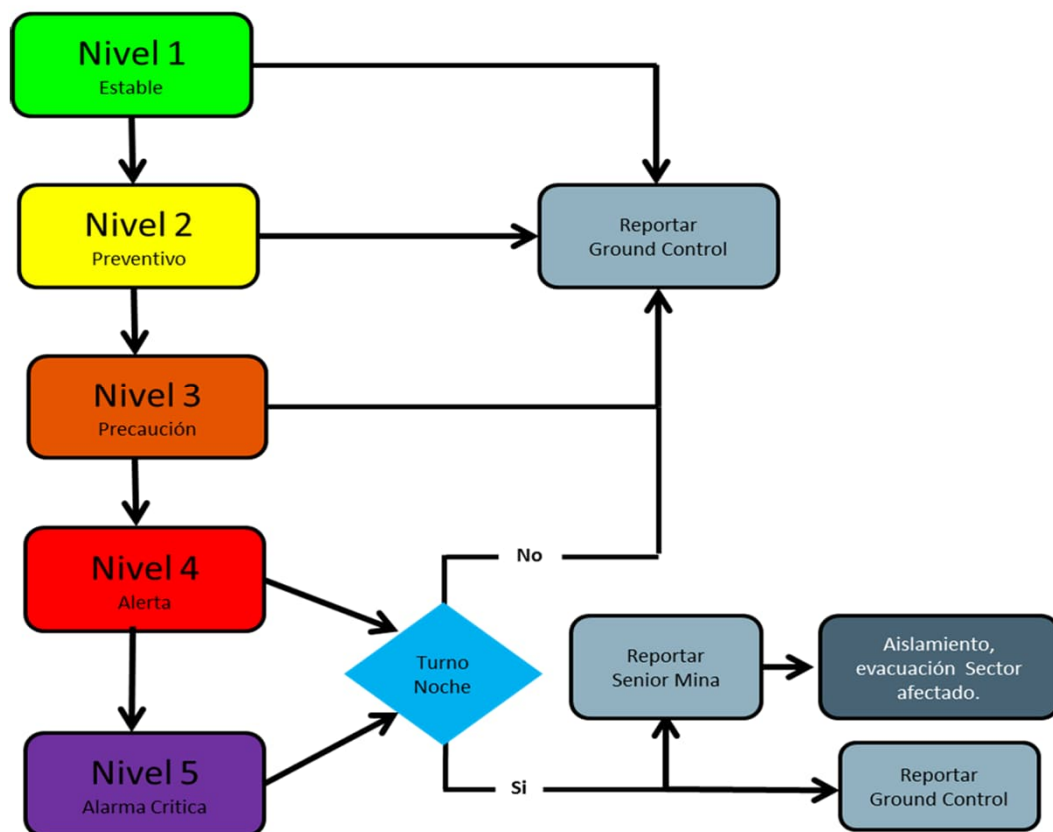 Nivel 1
Estable
Nivel 2
Preventivo
Reportar
Ground Control
Nivel 3
Precaución
Nivel 4
Alerta
No
Turno
Noche
Reportar
Senior Mina
Aislamiento,
evacuación Sector
afectado.
Nivel 5
Alarma Critica
Si
Reportar
Ground Control